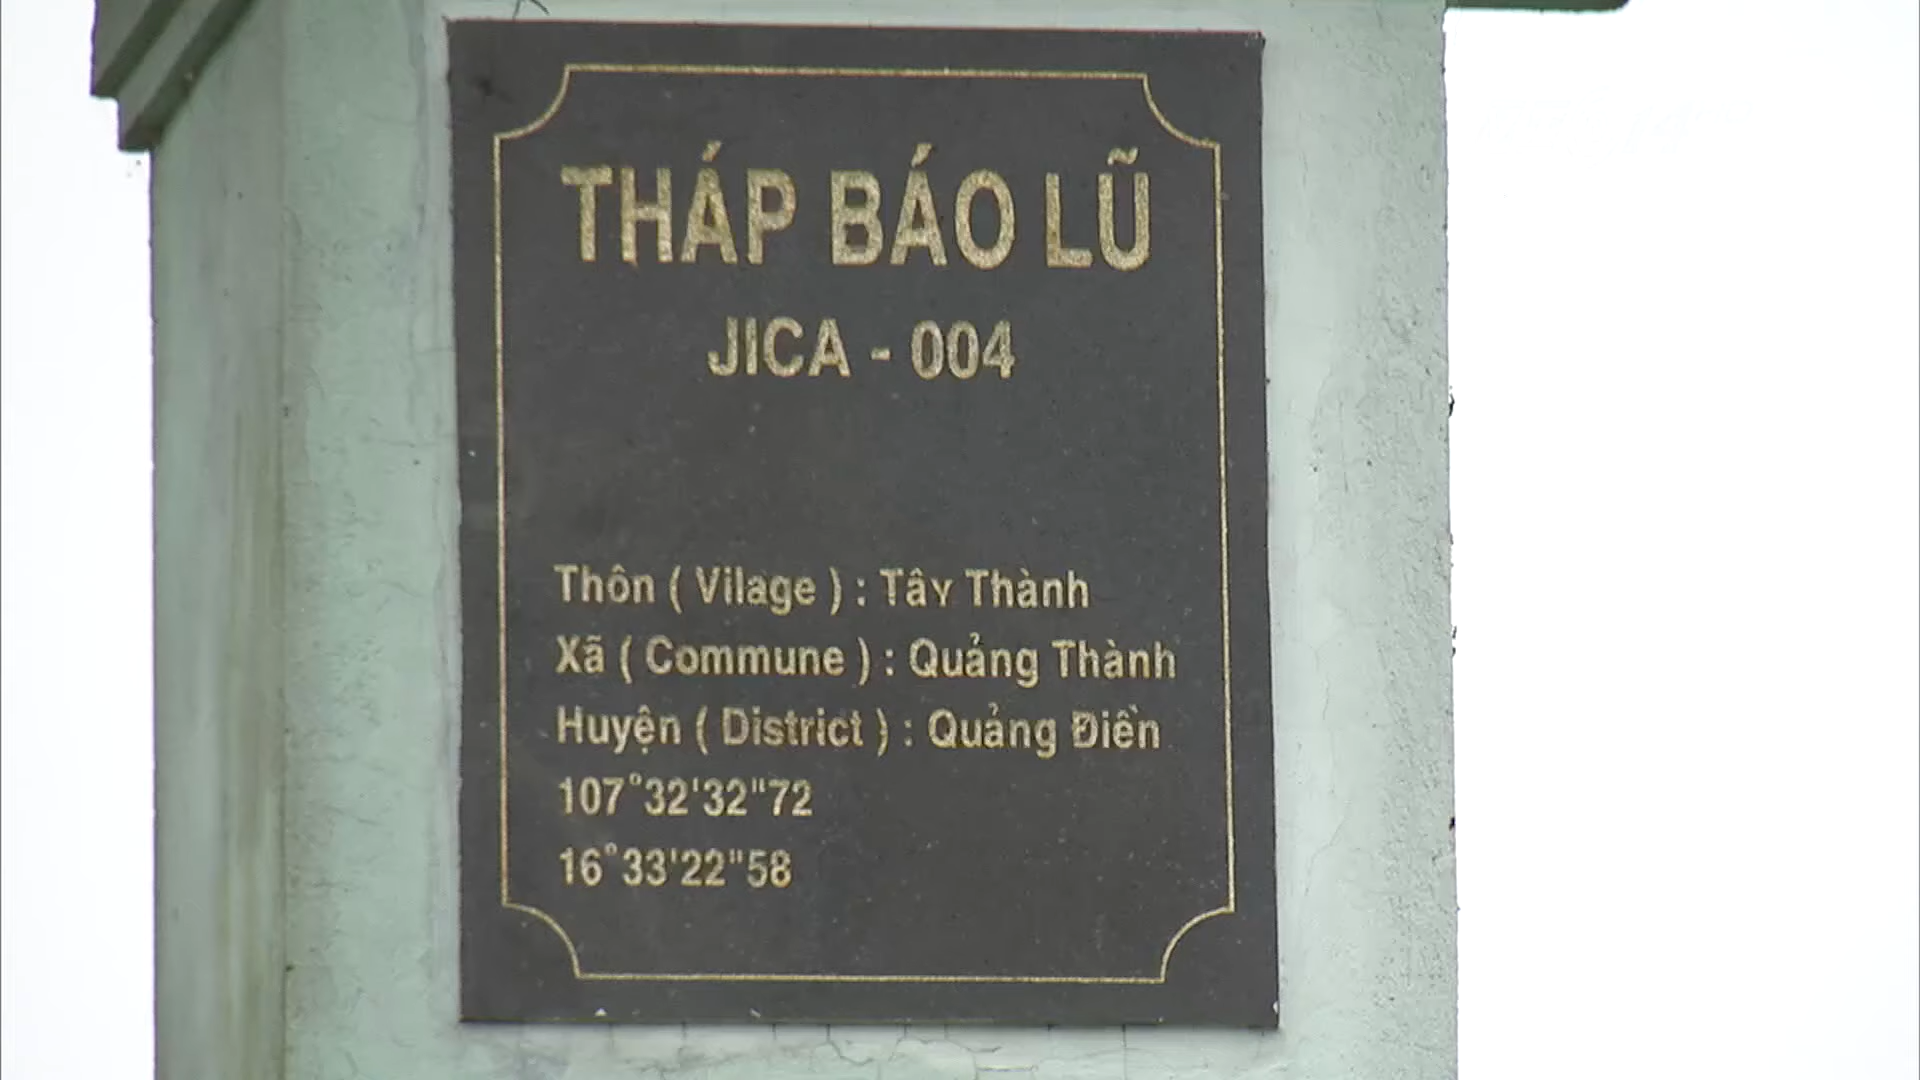 THÁP BÁO LŨ
JICA - 004
Thôn ( Vilage ) : Tây Thành
Xã ( Commune ) : Quảng Thành
Huyện ( District ) : Quảng Điền
107°32'32"72
16°33'22"58